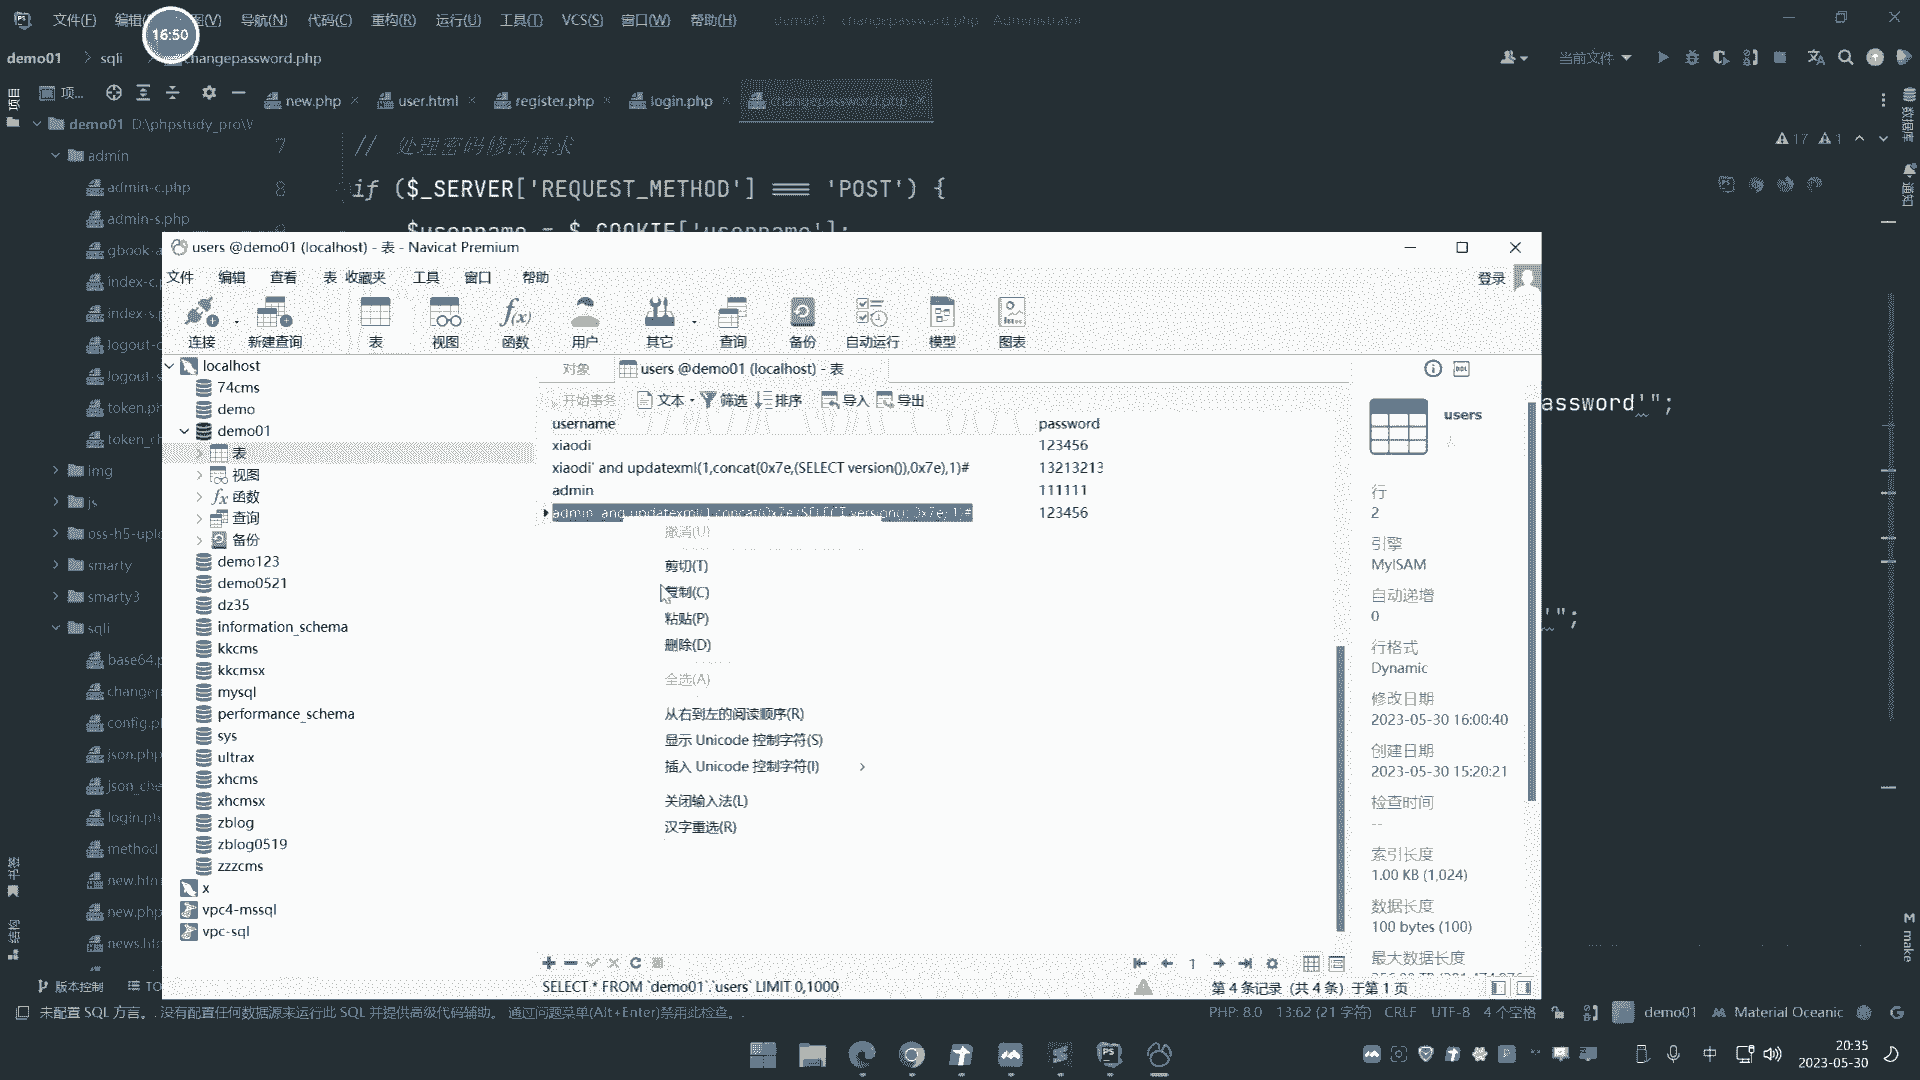 文件(F) 编辑 图(V) 导航(N) 代码(C) 重构(R) 运行(U) 工具(T) VCS(S) 窗口(W) 帮助(H) demo01 - changepassword.php - Administrator
16:50
demo01 sqli changepassword.php 当前文件
项目 项... new.php user.html register.php login.php changepassword.php
数据库
通知
demo01 D:\phpstudy_pro\
admin
admin-c.php
admin-s.php
gbook-a
index-c.
index-s.p
logout-c
logout-s
token.ph
token_ch
img
js
oss-h5-uplo
smarty
smarty3
sqli
base64.p
changep
config.ph
json.php
json_che
login.ph
method
new.htm
new.php
news.htm
书签
结构
7 // 处理密码修改请求
8 if ($_SERVER['REQUEST_METHOD'] === 'POST') {
$username = $_COOKIE['username'];
assword'";
'";
17 1
users @demo01 (localhost) - 表 - Navicat Premium
文件 编辑 查看 表 收藏夹 工具 窗口 帮助 登录
连接 新建查询 表 视图 函数 用户 其它 查询 备份 自动运行 模型 图表
localhost
74cms
demo
demo01
表
视图
函数
查询
备份
demo123
demo0521
dz35
information_schema
kkcms
kkcmsx
mysql
performance_schema
sys
ultrax
xhcms
xhcmsx
zblog
zblog0519
zzzcms
x
vpc4-mssql
vpc-sql
对象 users @demo01 (localhost) - 表
开始事务 文本 筛选 排序 导入 导出
username password
xiaodi 123456
xiaodi' and updatexml(1,concat(0x7e,(SELECT version()),0x7e),1)# 13213213
admin 111111
admin' and updatexml(1,concat(0x7e,(SELECT version()),0x7e),1)# 123456
撤消(U)
剪切(T)
复制(C)
粘贴(P)
删除(D)
全选(A)
从右到左的阅读顺序(R)
显示 Unicode 控制字符(S)
插入 Unicode 控制字符(I)
关闭输入法(L)
汉字重选(R)
users
行
2
引擎
MyISAM
自动递增
0
行格式
Dynamic
修改日期
2023-05-30 16:00:40
创建日期
2023-05-30 15:20:21
检查时间
--
索引长度
1.00 KB (1,024)
数据长度
100 bytes (100)
最大数据长度
1
SELECT * FROM `demo01`.`users` LIMIT 0,1000 第 4 条记录 (共 4 条) 于第 1 页
M make
版本控制 TO
未配置 SQL 方言。. 没有配置任何数据源来运行此 SQL 并提供高级代码辅助。 通过问题菜单(Alt+Enter)禁用此检查。. PHP: 8.0 13:62 (21 字符) CRLF UTF-8 4 个空格 demo01 Material Oceanic
中 20:35
2023-05-30